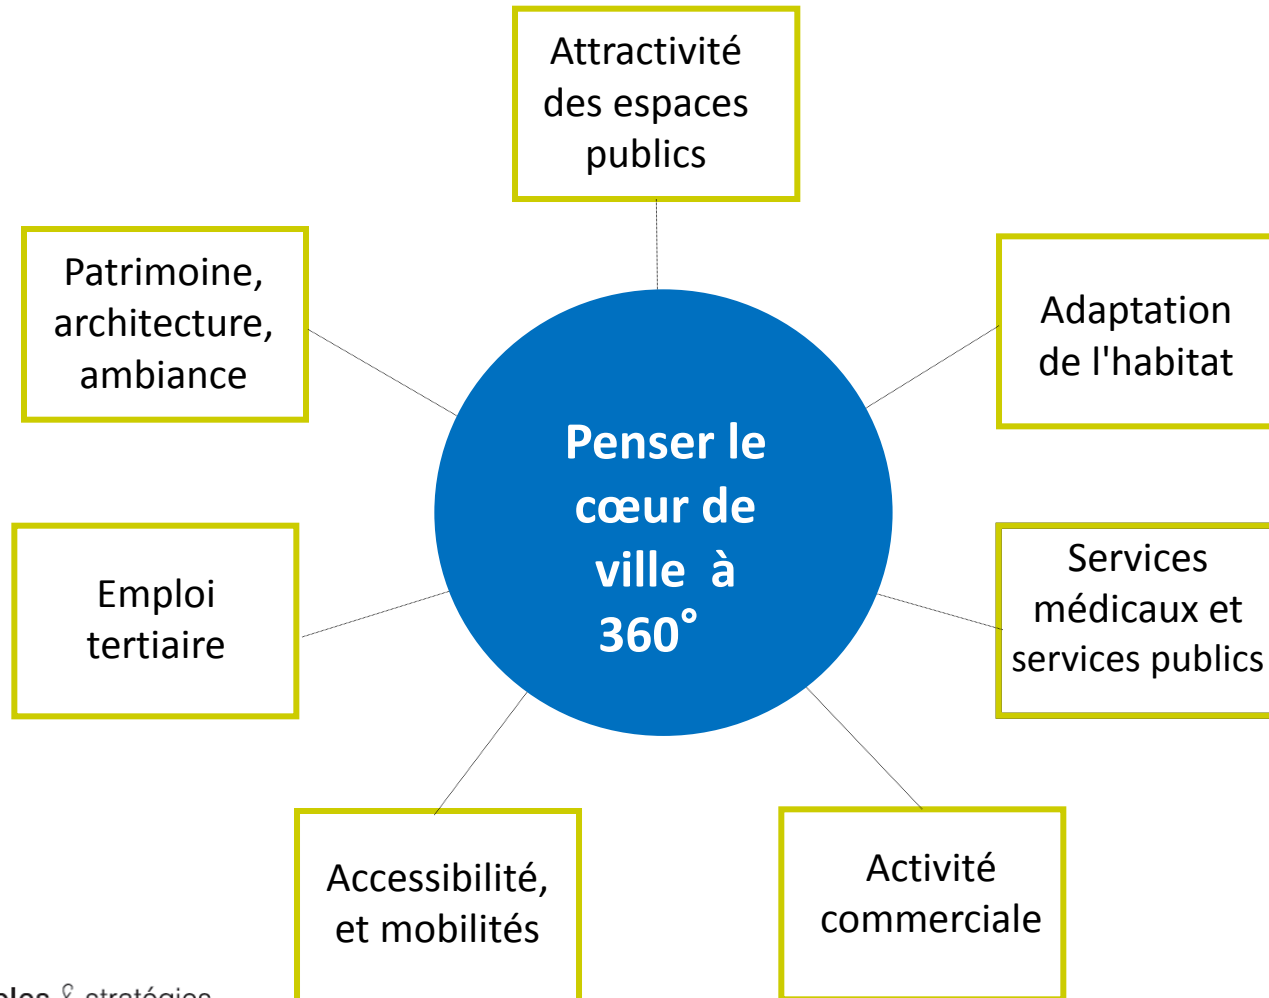 Attractivité
des espaces
publics
Patrimoine,
architecture,
ambiance
Adaptation
de l'habitat
Penser le
cœur de
ville à
360°
Emploi
tertiaire
Services
médicaux et
services publics
Accessibilité,
et mobilités
Activité
commerciale
& stratégies